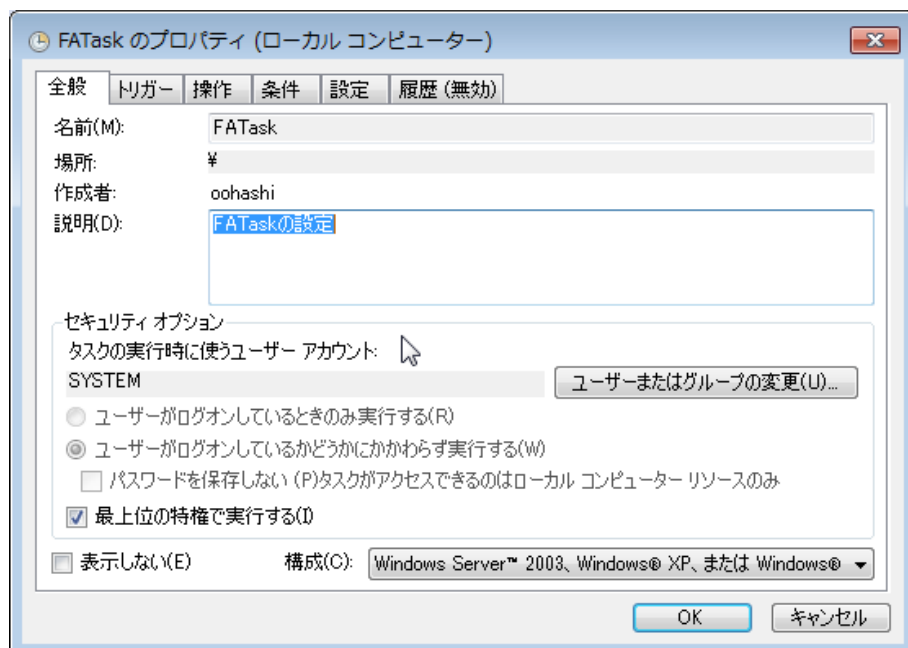 FATask のプロパティ (ローカル コンピューター)
全般 トリガー 操作 条件 設定 履歴 (無効)
名前(M): FATask
場所: ¥
作成者: oohashi
説明(D): FATaskの設定
セキュリティ オプション
タスクの実行時に使うユーザー アカウント:
SYSTEM ユーザーまたはグループの変更(U)...
ユーザーがログオンしているときのみ実行する(R)
ユーザーがログオンしているかどうかにかかわらず実行する(W)
パスワードを保存しない (P)タスクがアクセスできるのはローカル コンピューター リソースのみ
最上位の特権で実行する(I)
表示しない(E) 構成(C): Windows Server™ 2003、Windows® XP、または Windows®
OK キャンセル